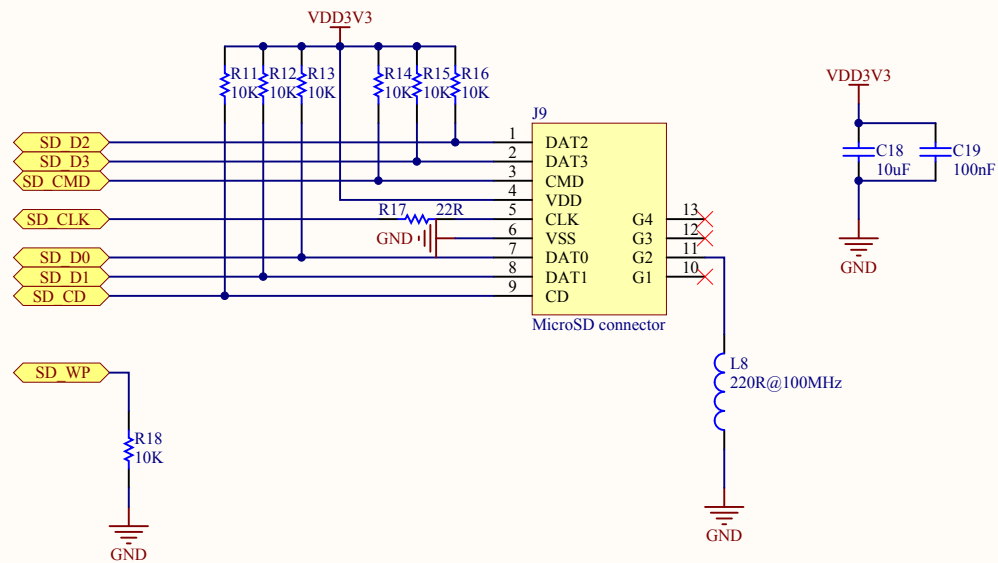 VDD3V3
R11 R12 R13 R14 R15 R16
10K 10K 10K 10K 10K 10K
VDD3V3
J9
SD_D2 1 DAT2
SD_D3 2 DAT3
SD_CMD 3 CMD
4 VDD
SD_CLK R17 22R 5 CLK G4 13
GND 6 VSS G3 12
SD_D0 7 DAT0 G2 11
SD_D1 8 DAT1 G1 10
SD_CD 9 CD
MicroSD connector
C18 C19
10uF 100nF
GND
SD_WP
L8
220R@100MHz
R18
10K
GND
GND